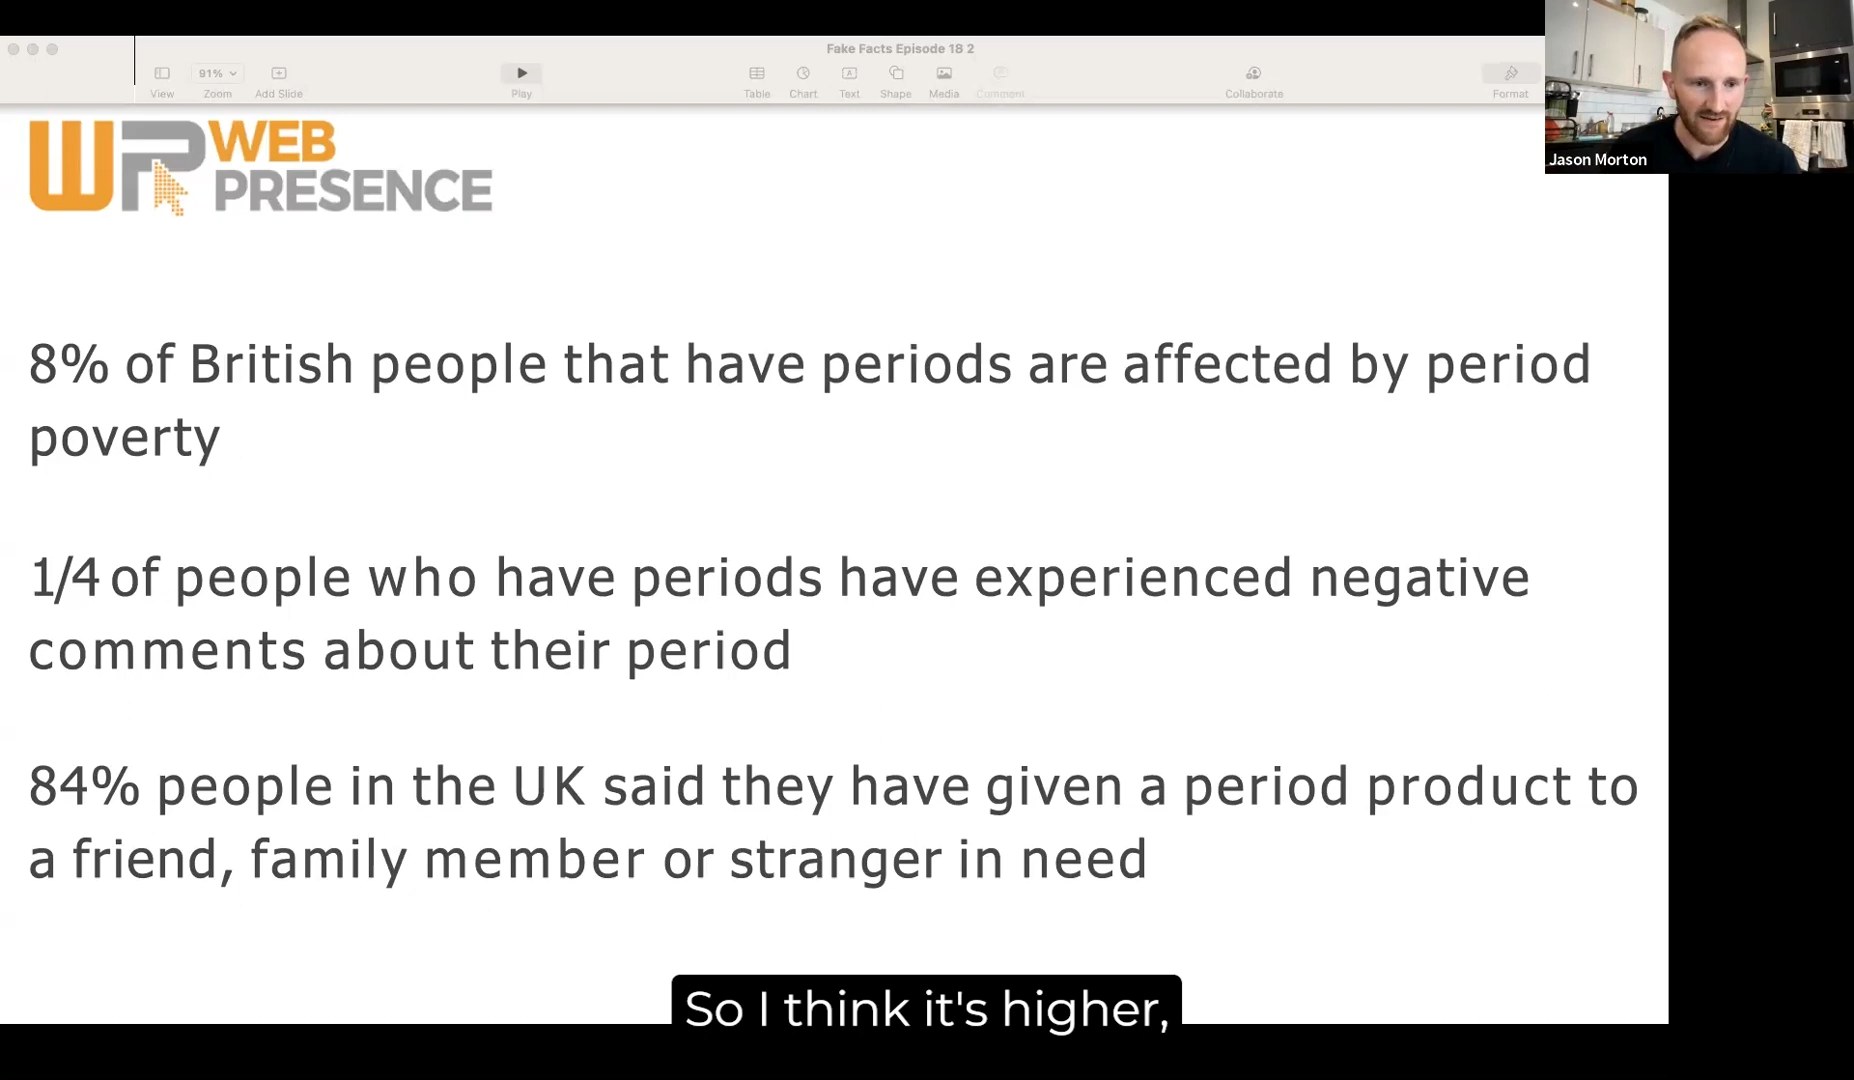 Fake Facts Episode 18 2
91%
View
Zoom
Add Slide
Play
Table
Chart
Text
Shape
Media
Comment
Collaborate
Format
Jason Morton
WP WEB
PRESENCE
8% of British people that have periods are affected by period
poverty
1/4 of people who have periods have experienced negative
comments about their period
84% people in the UK said they have given a period product to
a friend, family member or stranger in need
So I think it's higher,